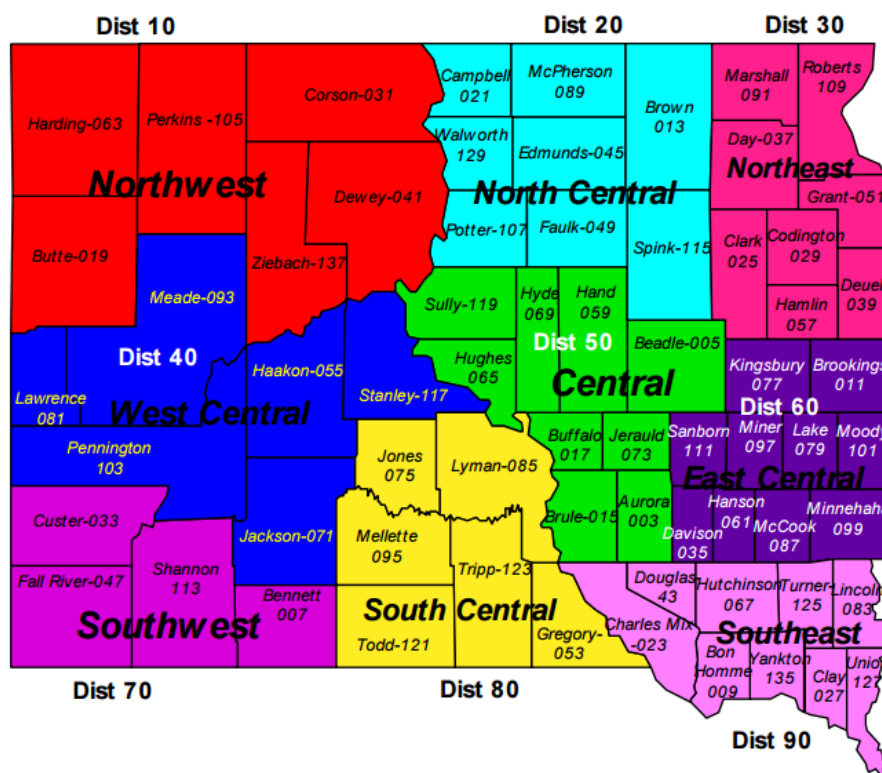 Dist 10
Dist 20
Dist 30
Harding-063
Perkins -105
Corson-031
Campbell
021
McPherson
089
Brown
013
Marshall
091
Roberts
109
Walworth
129
Edmunds-045
Day-037
Northwest
Dewey-041
North Central
Northeast
Grant-051
Butte-019
Ziebach-137
Potter-107
Faulk-049
Spink-115
Clark
025
Codington
029
Deuel
039
Hamlin
057
Meade-093
Sully-119
Hyde
069
Hand
059
Dist 40
Haakon-055
Hughes
065
Dist 50
Beadle-005
Central
Kingsbury
077
Brookings
011
Lawrence
081
West Central
Stanley-117
Dist 60
Pennington
103
Jones
075
Lyman-085
Buffalo
017
Jerauld
073
Sanborn
111
Miner
097
Lake
079
Moody
101
East Central
Custer-033
Jackson-071
Mellette
095
Brule-015
Aurora
003
Davison
035
Hanson
061
McCook
087
Minnehaha
099
Fall River-047
Shannon
113
Bennett
007
Tripp-123
Southwest
South Central
Todd-121
Gregory-
053
Douglas
43
Charles Mix
-023
Hutchinson
067
Turner-
125
Lincoln
083
Southeast
Bon
Homme
009
Yankton
135
Clay
027
Union
127
Dist 70
Dist 80
Dist 90